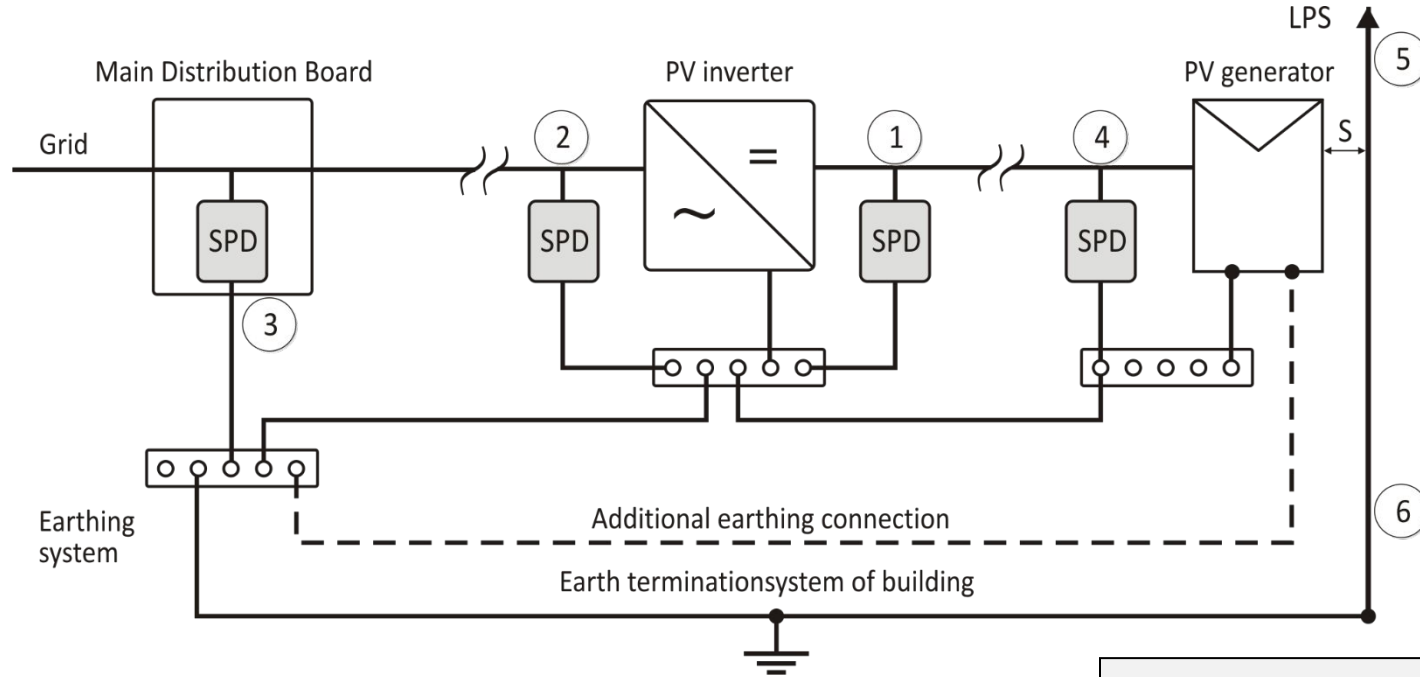 LPS
5
Main Distribution Board
PV inverter
PV generator
Grid
2
1
4
S
=
~
SPD
SPD
SPD
SPD
3
6
Earthing
system
Additional earthing connection
Earth terminationsystem of building